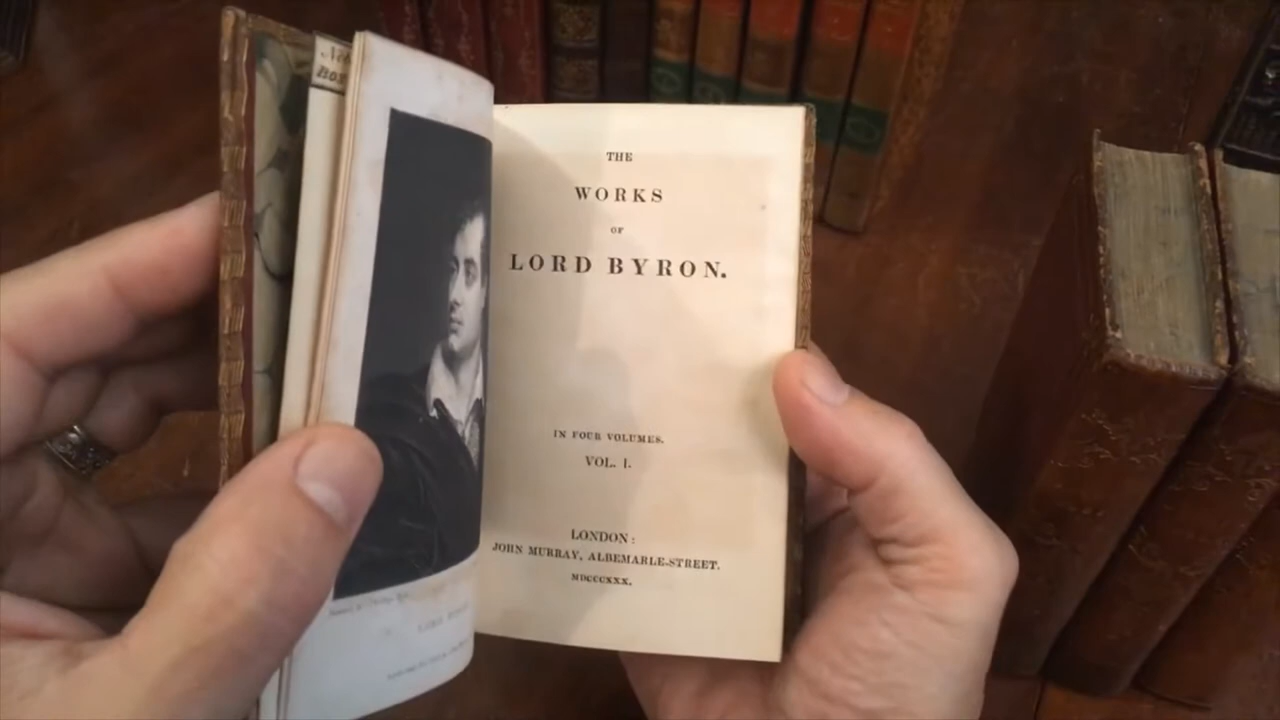 THE
WORKS
OF
LORD BYRON.
IN FOUR VOLUMES.
VOL. I.
LONDON:
JOHN MURRAY, ALBEMARLE-STREET.
MDCCCXXX.